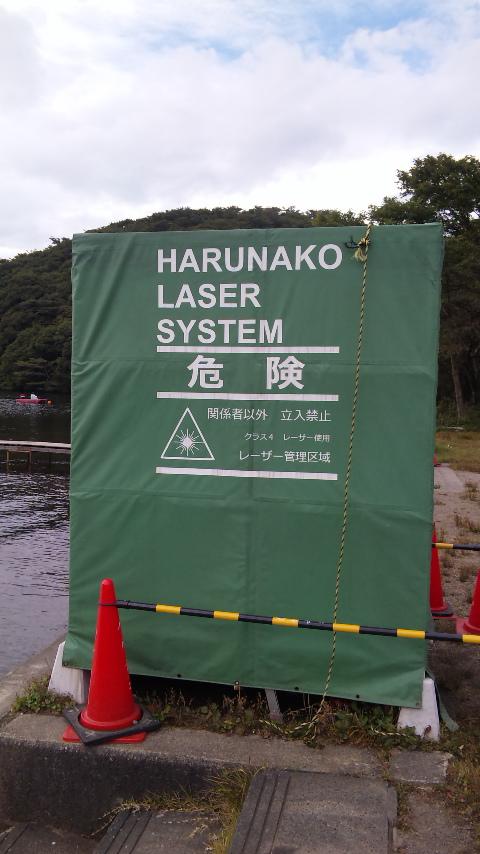 HARUNAKO
LASER
SYSTEM
危 険
関係者以外 立入禁止
クラス4 レーザー使用
レーザー管理区域